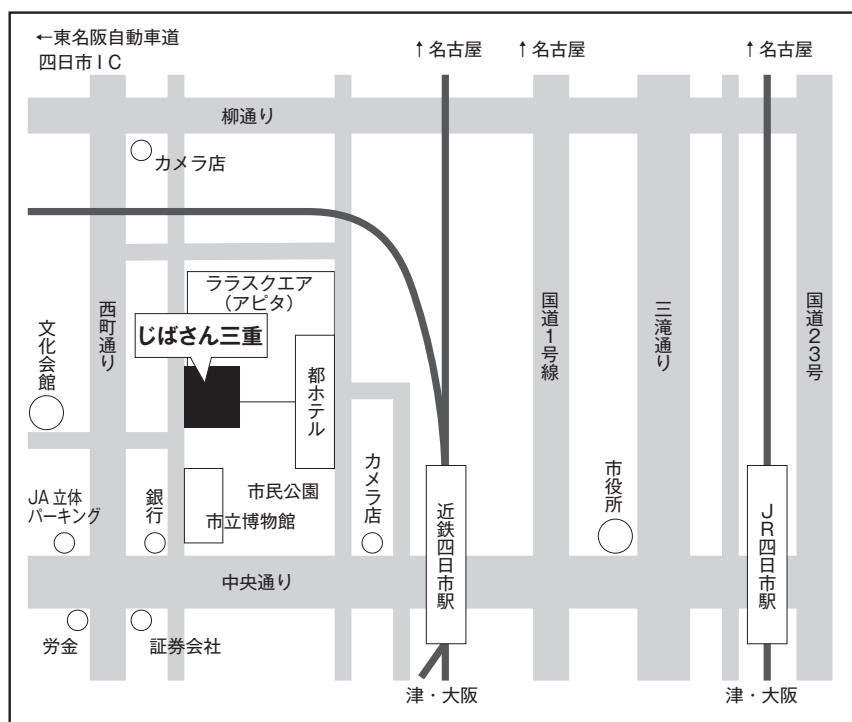 ←東名阪自動車道
四日市IC
↑名古屋
↑名古屋
↑名古屋
柳通り
カメラ店
ララスクエア
（アピタ）
じばさん三重
西町通り
文化会館
都ホテル
国道1号線
三滝通り
国道23号
JA立体
パーキング
銀行
市民公園
市立博物館
カメラ店
近鉄四日市駅
市役所
JR四日市駅
中央通り
労金
証券会社
津・大阪
津・大阪